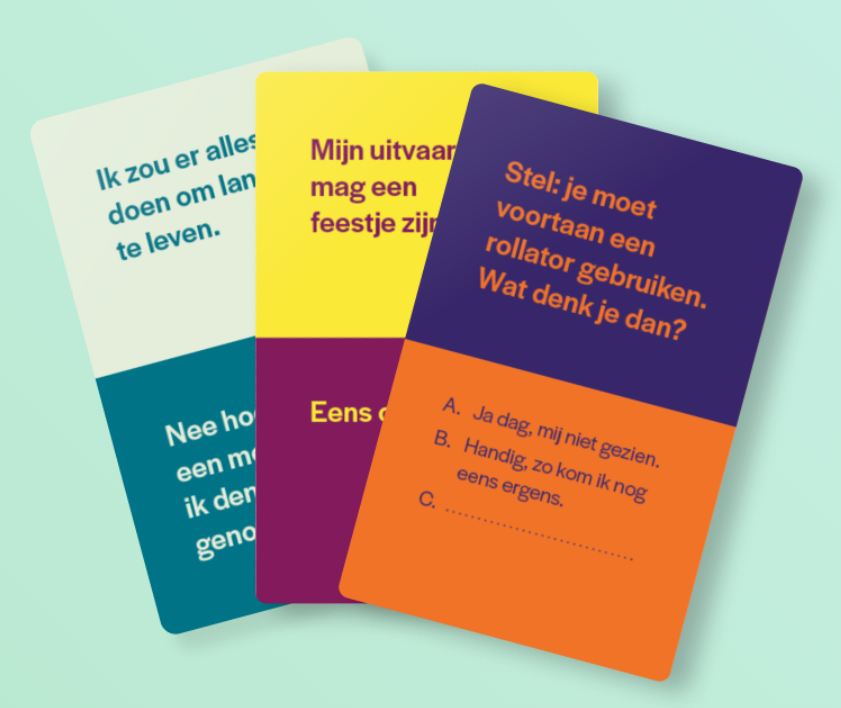 Ik zou er alles
doen om lan
te leven.
Nee ho
een m
ik den
geno
Mijn uitvaar
mag een
feestje zijn
Eens o
Stel: je moet
voortaan een
rollator gebruiken.
Wat denk je dan?
A. Ja dag, mij niet gezien.
B. Handig, zo kom ik nog
eens ergens.
C. ..............................